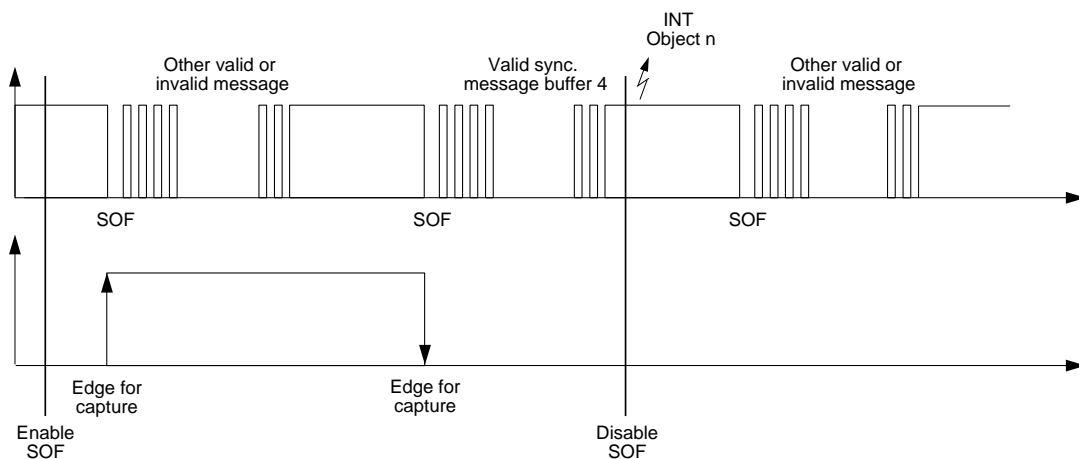 INT
Object n
Other valid or
invalid message
Valid sync.
message buffer 4
Other valid or
invalid message
SOF
SOF
SOF
Edge for
capture
Edge for
capture
Enable
SOF
Disable
SOF